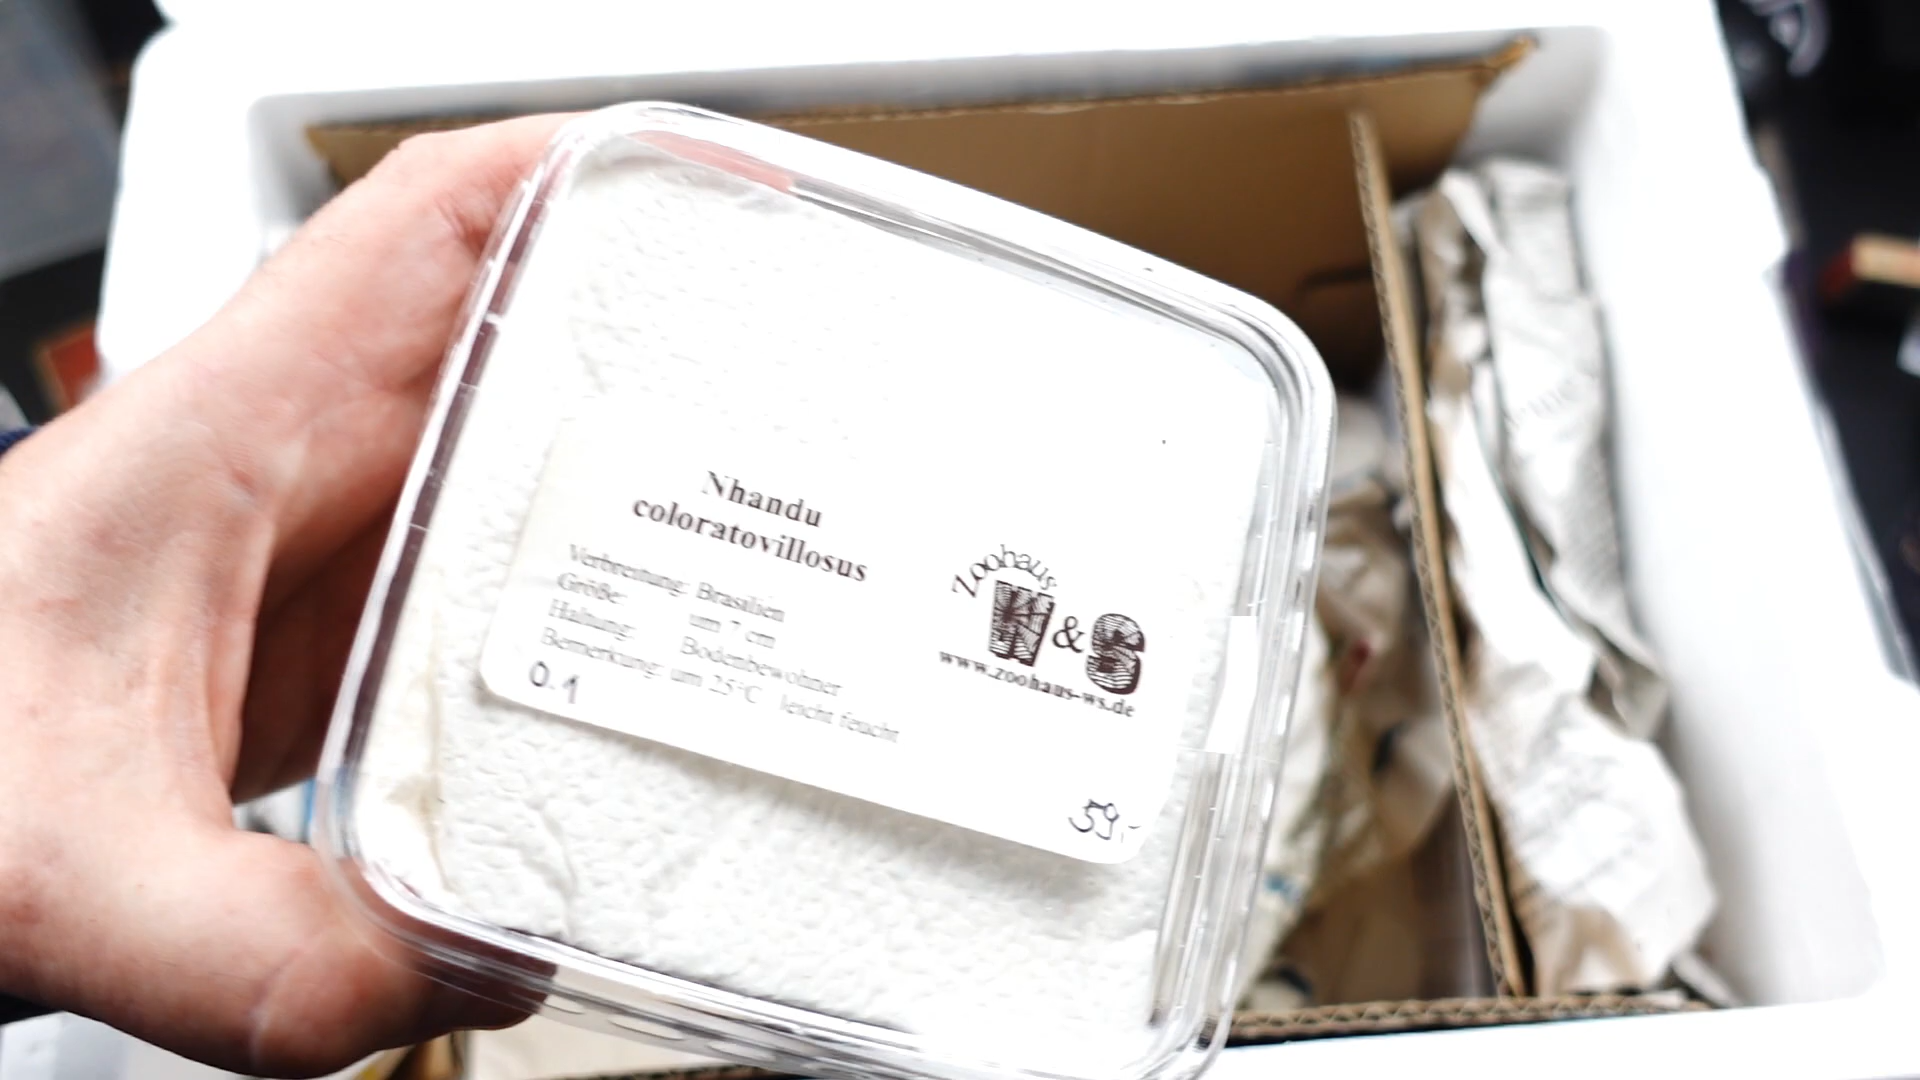 Nhandu
coloratovillosus
Verbreitung: Brasilien
Größe: um 7 cm
Haltung: Bodenbewohner
Bemerkung: um 25°C leicht feucht
0.1
Zoohaus
W&S
www.zoohaus-ws.de
59,-